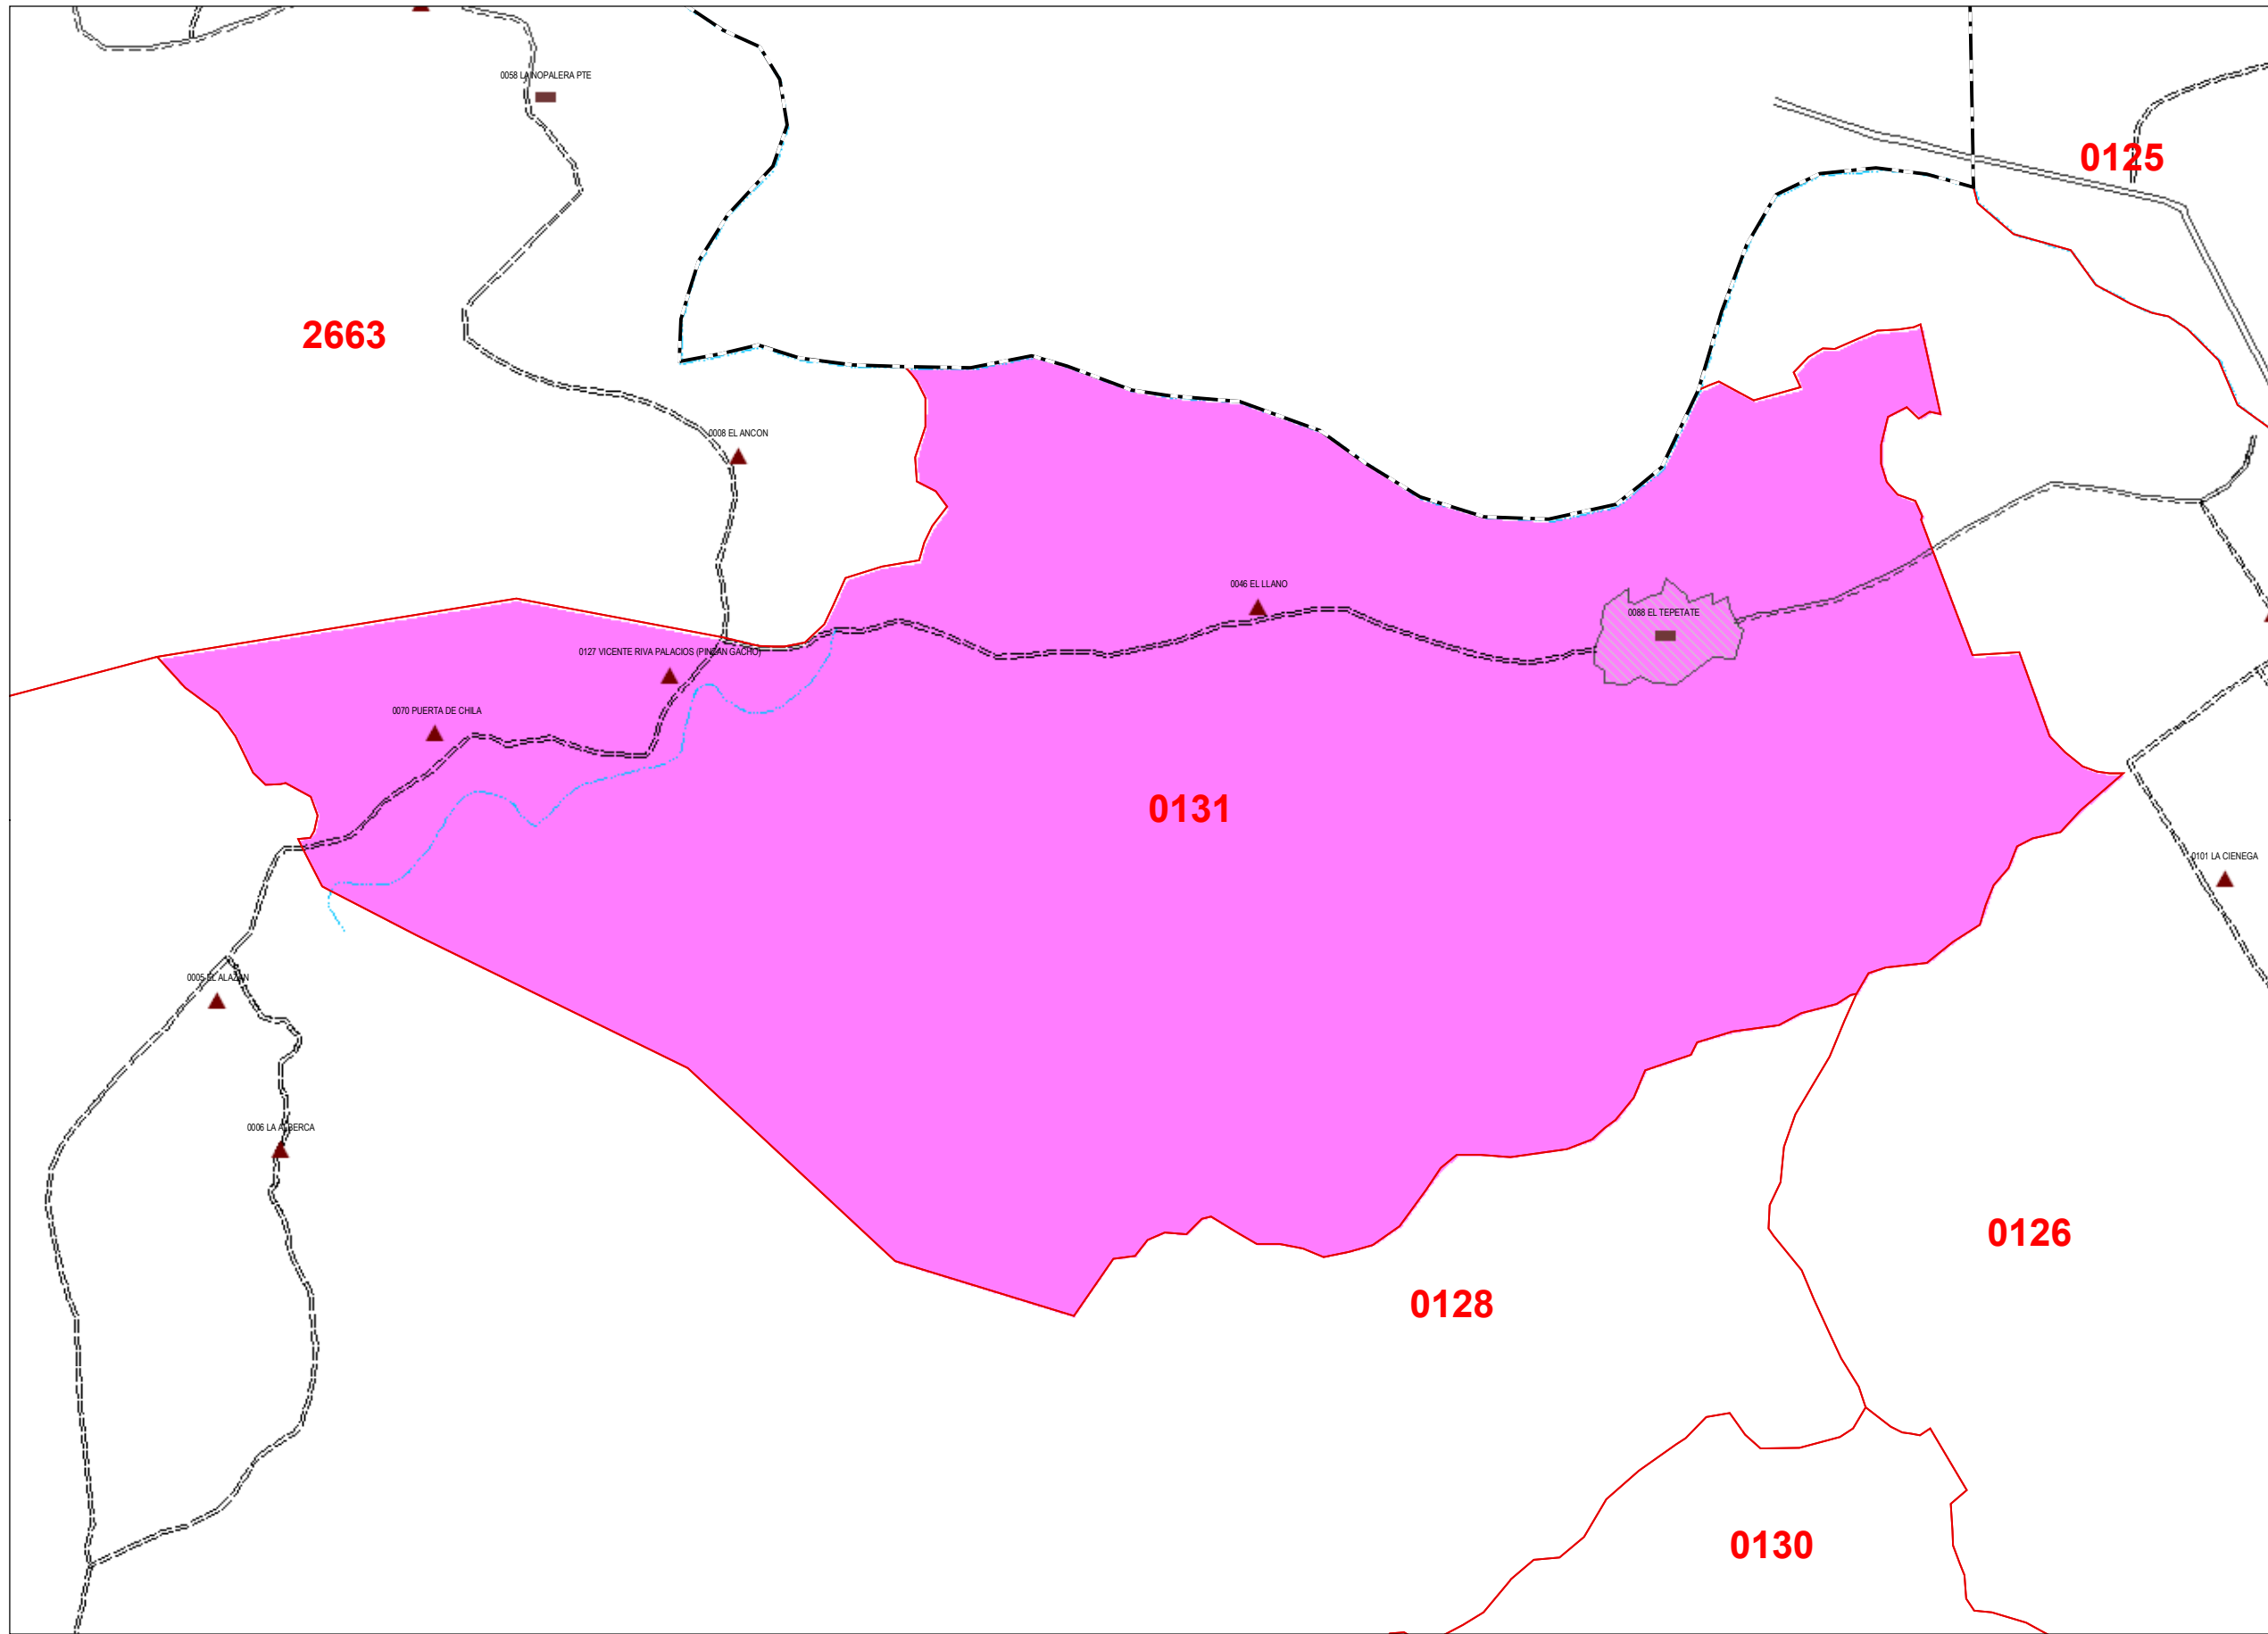 0058 LA NOPALERA PTE
0125
2663
0008 EL ANCON
0046 EL LLANO
0088 EL TEPETATE
0127 VICENTE RIVA PALACIOS (PINZAN GACHO)
0070 PUERTA DE CHILA
0131
0101 LA CIENEGA
0005 EL ALAZAN
0006 LA ALBERCA
0126
0128
0130